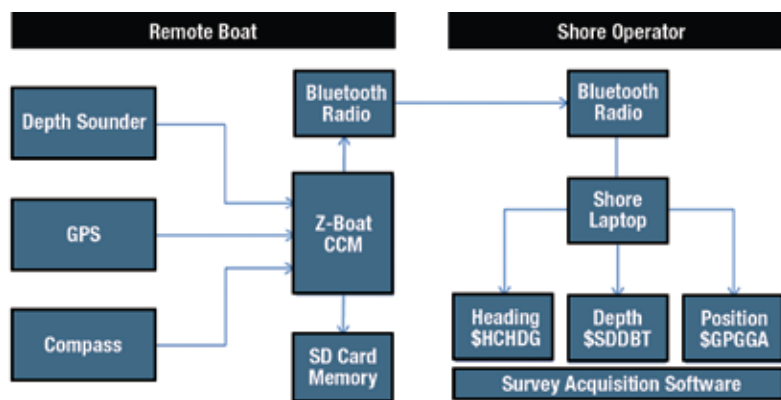 Remote Boat
Shore Operator
Depth Sounder
GPS
Compass
Bluetooth
Radio
Z-Boat
CCM
SD Card
Memory
Bluetooth
Radio
Shore
Laptop
Heading
$HCHDG
Depth
$SDDBT
Position
$GPGGA
Survey Acquisition Software